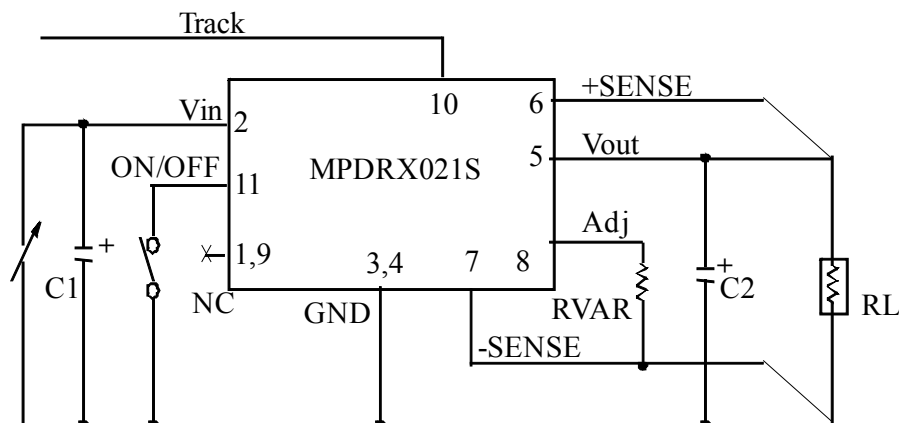 Track
10
6
+SENSE
Vin
2
5
Vout
ON/OFF
11
MPDRX021S
Adj
1,9
3,4
7
8
+
C1
+
C2
NC
GND
RVAR
RL
-SENSE